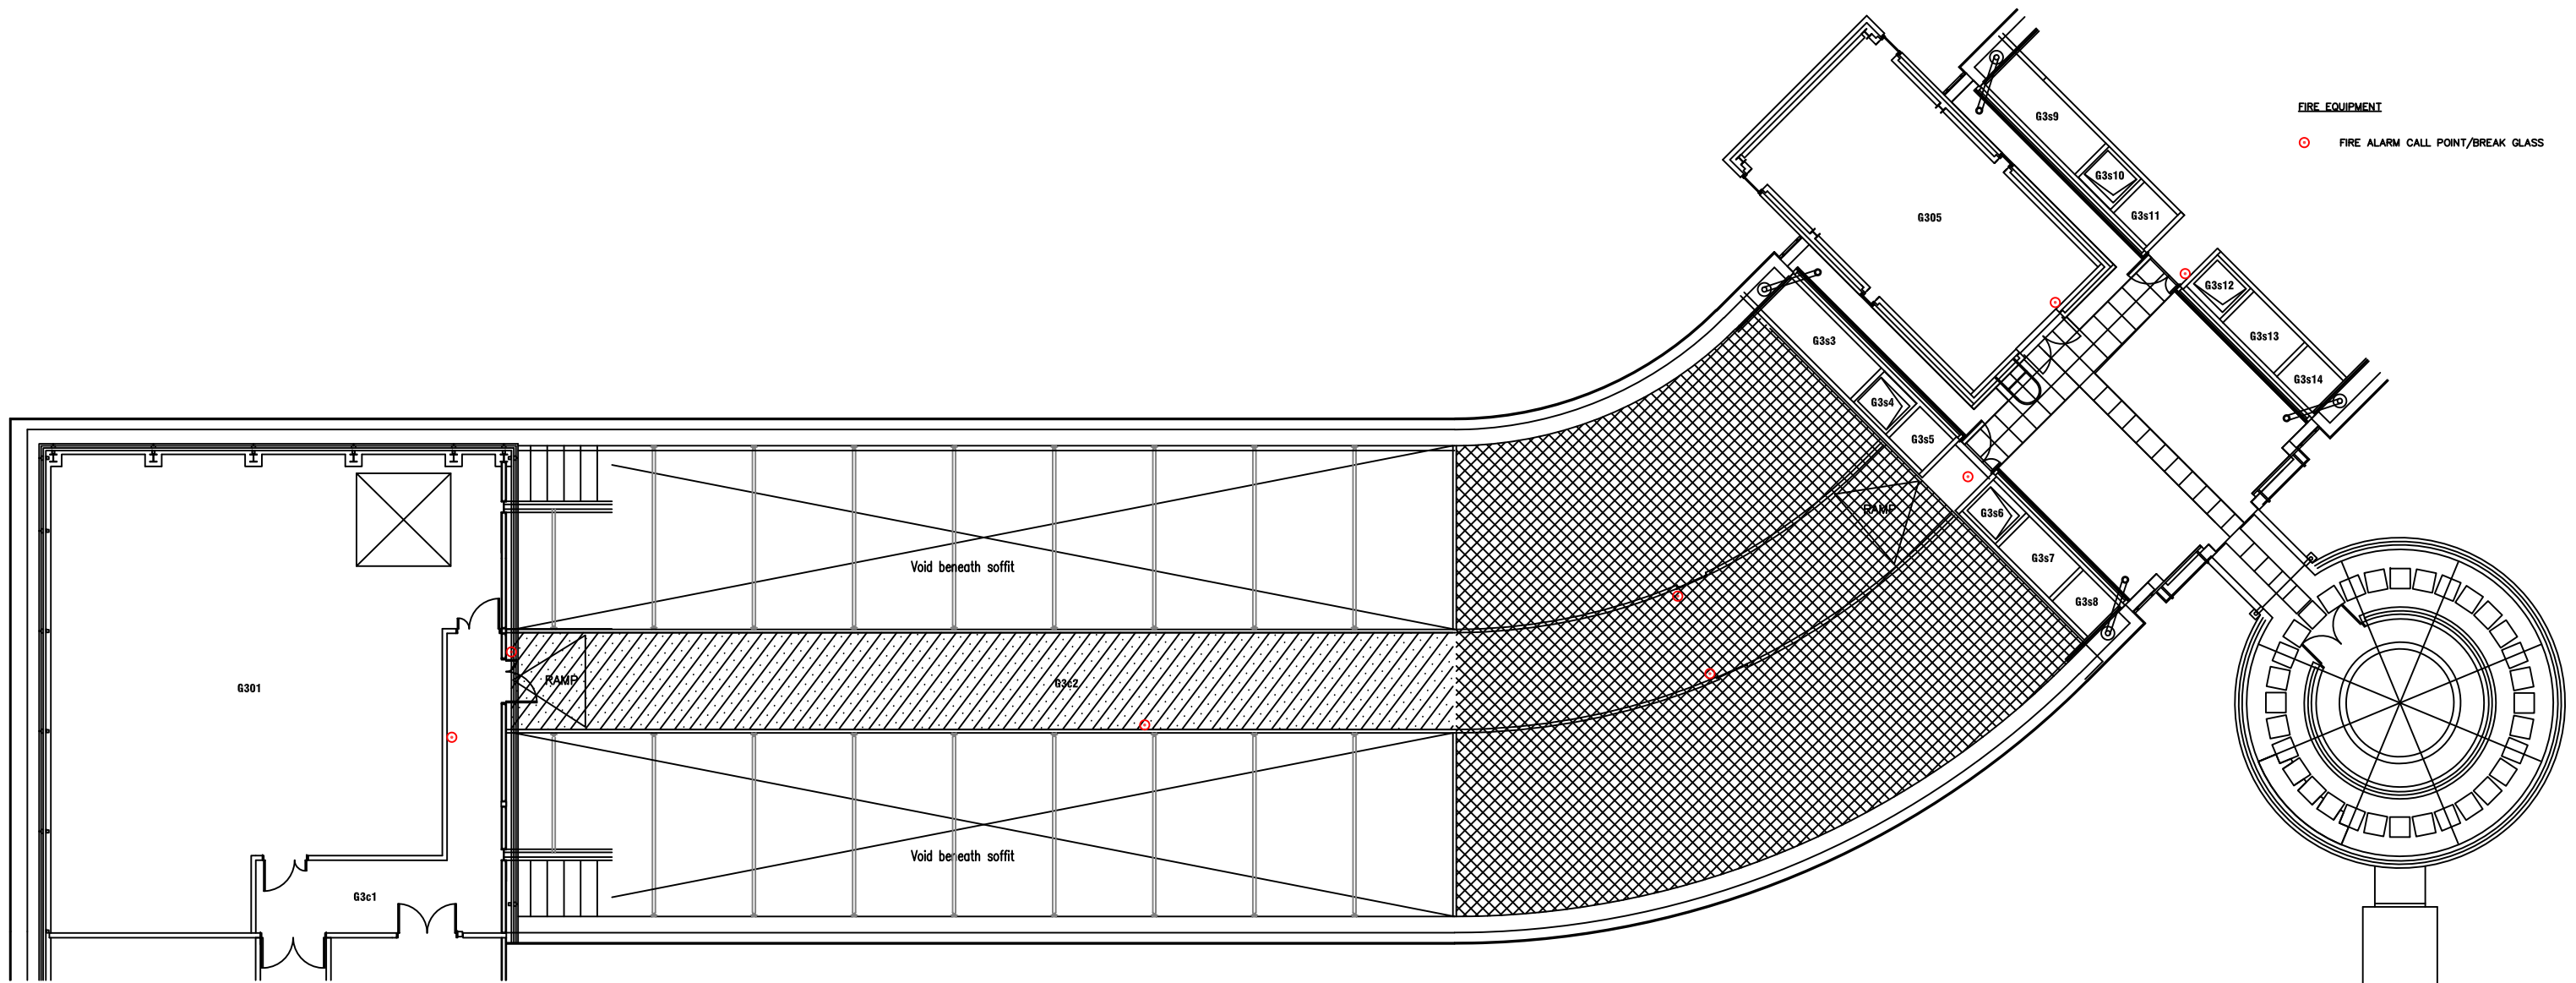 FIRE EQUIPMENT
FIRE ALARM CALL POINT/BREAK GLASS
G3s9
G3s10
G3s11
G305
G3s12
G3s13
G3s14
G3s3
G3s4
G3s5
G3s6
G3s7
G3s8
RAMP
Void beneath soffit
G301
RAMP
G3c2
Void beneath soffit
G3c1